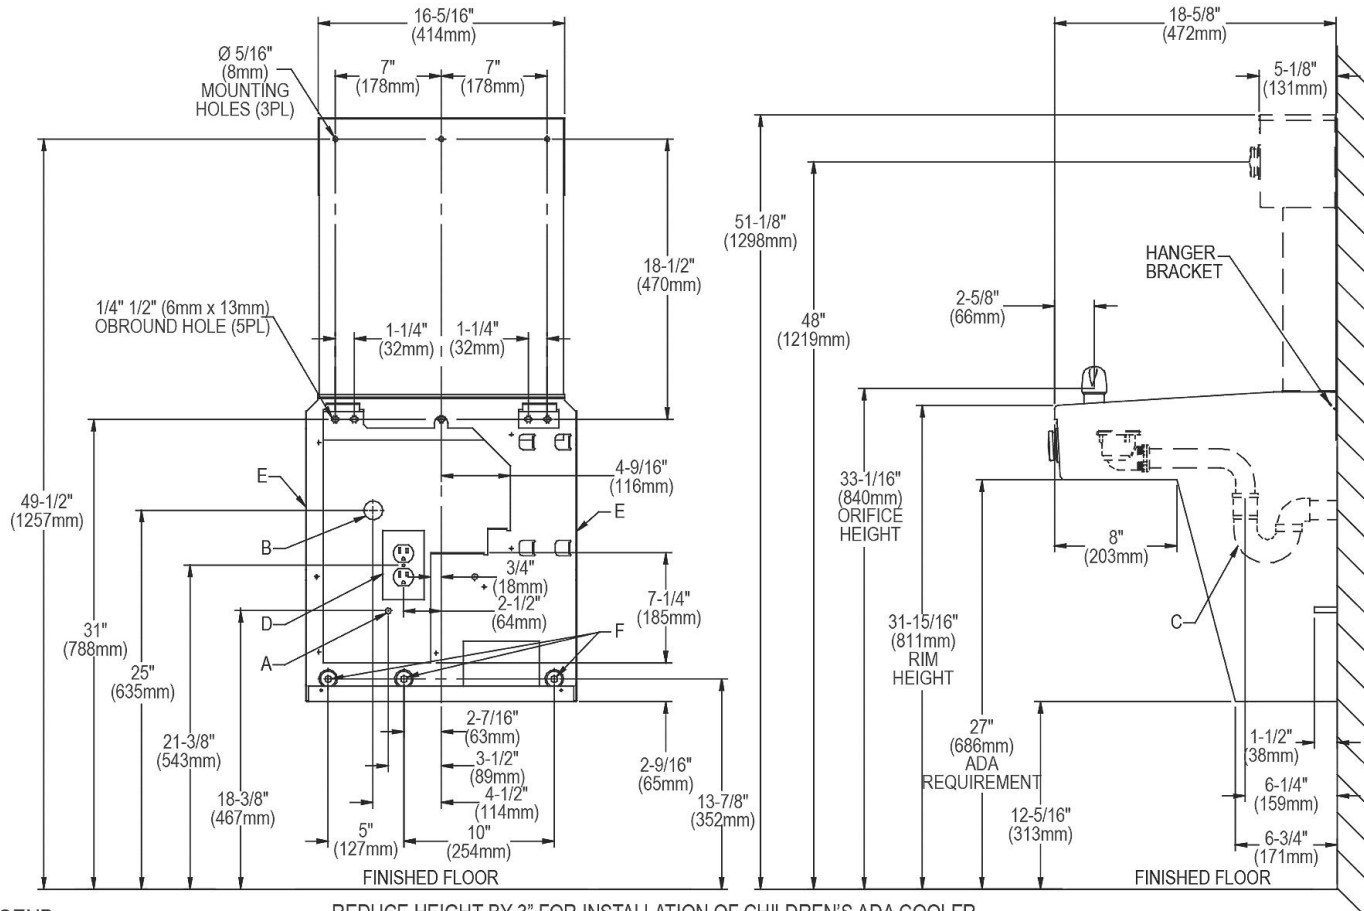 16-5/16"
(414mm)
Ø 5/16"
(8mm)
MOUNTING
HOLES (3PL)
7"
(178mm)
7"
(178mm)
18-1/2"
(470mm)
1/4" 1/2" (6mm x 13mm)
OBROUND HOLE (5PL)
1-1/4"
(32mm)
1-1/4"
(32mm)
4-9/16"
(116mm)
E
E
B
D
A
F
49-1/2"
(1257mm)
3/4"
(18mm)
2-1/2"
(64mm)
7-1/4"
(185mm)
31"
(788mm)
25"
(635mm)
21-3/8"
(543mm)
18-3/8"
(467mm)
2-7/16"
(63mm)
3-1/2"
(89mm)
4-1/2"
(114mm)
5"
(127mm)
10"
(254mm)
2-9/16"
(65mm)
13-7/8"
(352mm)
FINISHED FLOOR
18-5/8"
(472mm)
5-1/8"
(131mm)
51-1/8"
(1298mm)
48"
(1219mm)
HANGER
BRACKET
2-5/8"
(66mm)
33-1/16"
(840mm)
ORIFICE
HEIGHT
8"
(203mm)
C
31-15/16"
(811mm)
RIM
HEIGHT
27"
(686mm)
ADA
REQUIREMENT
12-5/16"
(313mm)
1-1/2"
(38mm)
6-1/4"
(159mm)
6-3/4"
(171mm)
FINISHED FLOOR
REDUCE HEIGHT BY 3" FOR INSTALLATION OF CHILDREN'S ADA COOLER